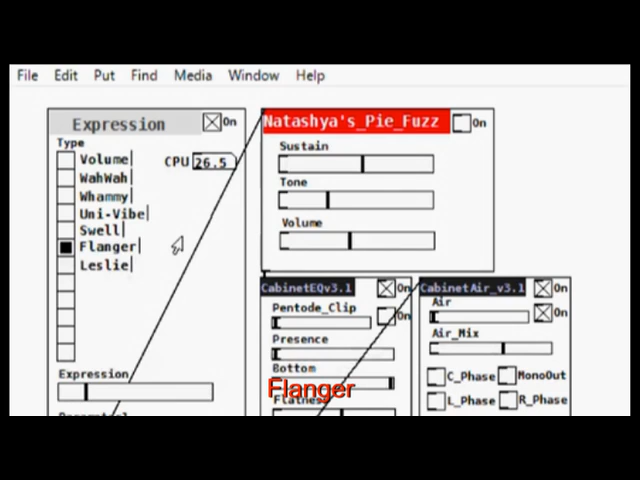 File Edit Put Find Media Window Help
Expression On
Type
Volume
WahWah
Whammy
Uni-Vibe
Swell
Flanger
Leslie
CPU 26.5
Expression
Natashya's_Pie_Fuzz On
Sustain
Tone
Volume
CabinetEQv3.1 On
Pentode_Clip On
Presence
Bottom
Flatness
CabinetAir_v3.1 On
Air On
Air_Mix
C_Phase MonoOut
L_Phase R_Phase
Flanger